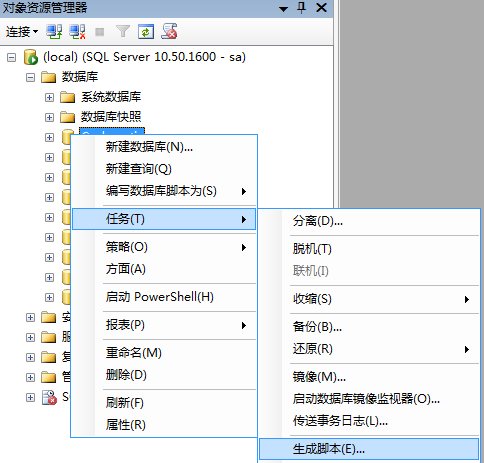 对象资源管理器
连接
(local) (SQL Server 10.50.1600 - sa)
数据库
系统数据库
数据库快照
新建数据库(N)...
新建查询(Q)
编写数据库脚本为(S)
任务(T)
策略(O)
方面(A)
启动 PowerShell(H)
报表(P)
重命名(M)
删除(D)
刷新(F)
属性(R)
分离(D)...
脱机(T)
联机(I)
收缩(S)
备份(B)...
还原(R)
镜像(M)...
启动数据库镜像监视器(O)...
传送事务日志(L)...
生成脚本(E)...